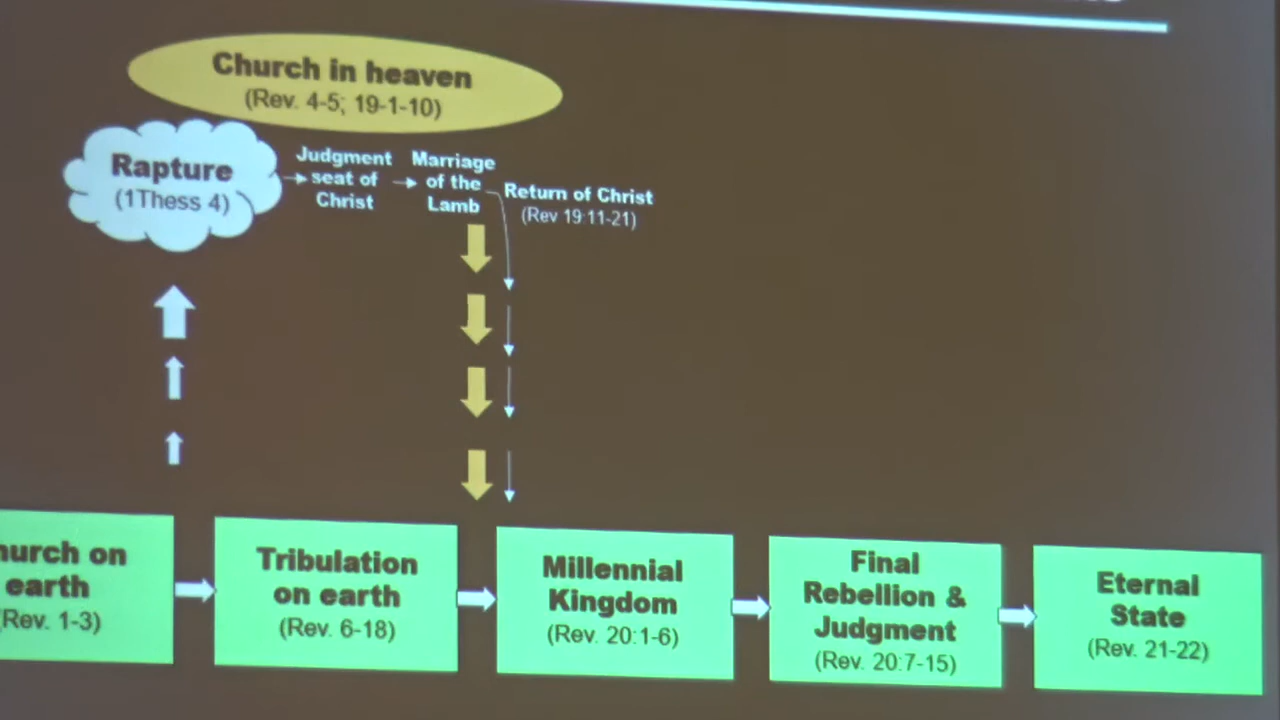 Church in heaven
(Rev. 4-5; 19-1-10)
Rapture
(1Thess 4)
Judgment
seat of
Christ
Marriage
of the
Lamb
Return of Christ
(Rev 19:11-21)
hurch on
earth
(Rev. 1-3)
Tribulation
on earth
(Rev. 6-18)
Millennial
Kingdom
(Rev. 20:1-6)
Final
Rebellion &
Judgment
(Rev. 20:7-15)
Eternal
State
(Rev. 21-22)